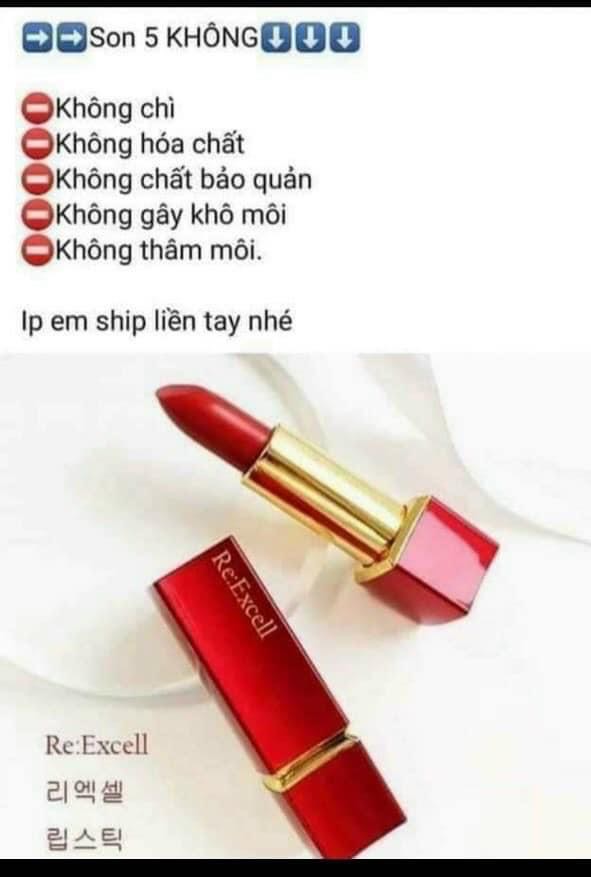 ➡➡Son 5 KHÔNG⬇⬇⬇
⛔Không chì
⛔Không hóa chất
⛔Không chất bảo quản
⛔Không gây khô môi
⛔Không thâm môi.
Ip em ship liền tay nhé
Re:Excell
Re:Excell
리엑셀
립스틱